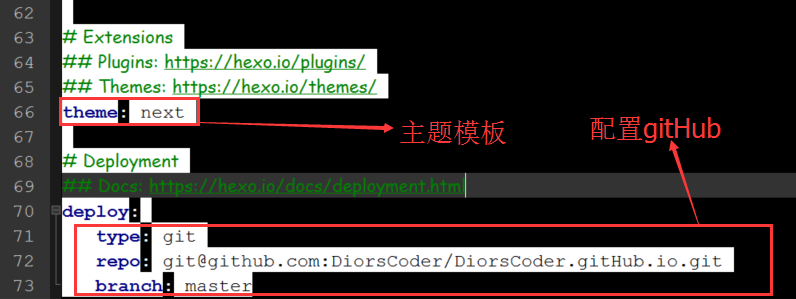 62
63 # Extensions
64 ## Plugins: https://hexo.io/plugins/
65 ## Themes: https://hexo.io/themes/
66 theme: next
主题模板
配置gitHub
67
68 # Deployment
69 ## Docs: https://hexo.io/docs/deployment.html
70 deploy:
71 type: git
72 repo: git@github.com:DiorsCoder/DiorsCoder.gitHub.io.git
73 branch: master